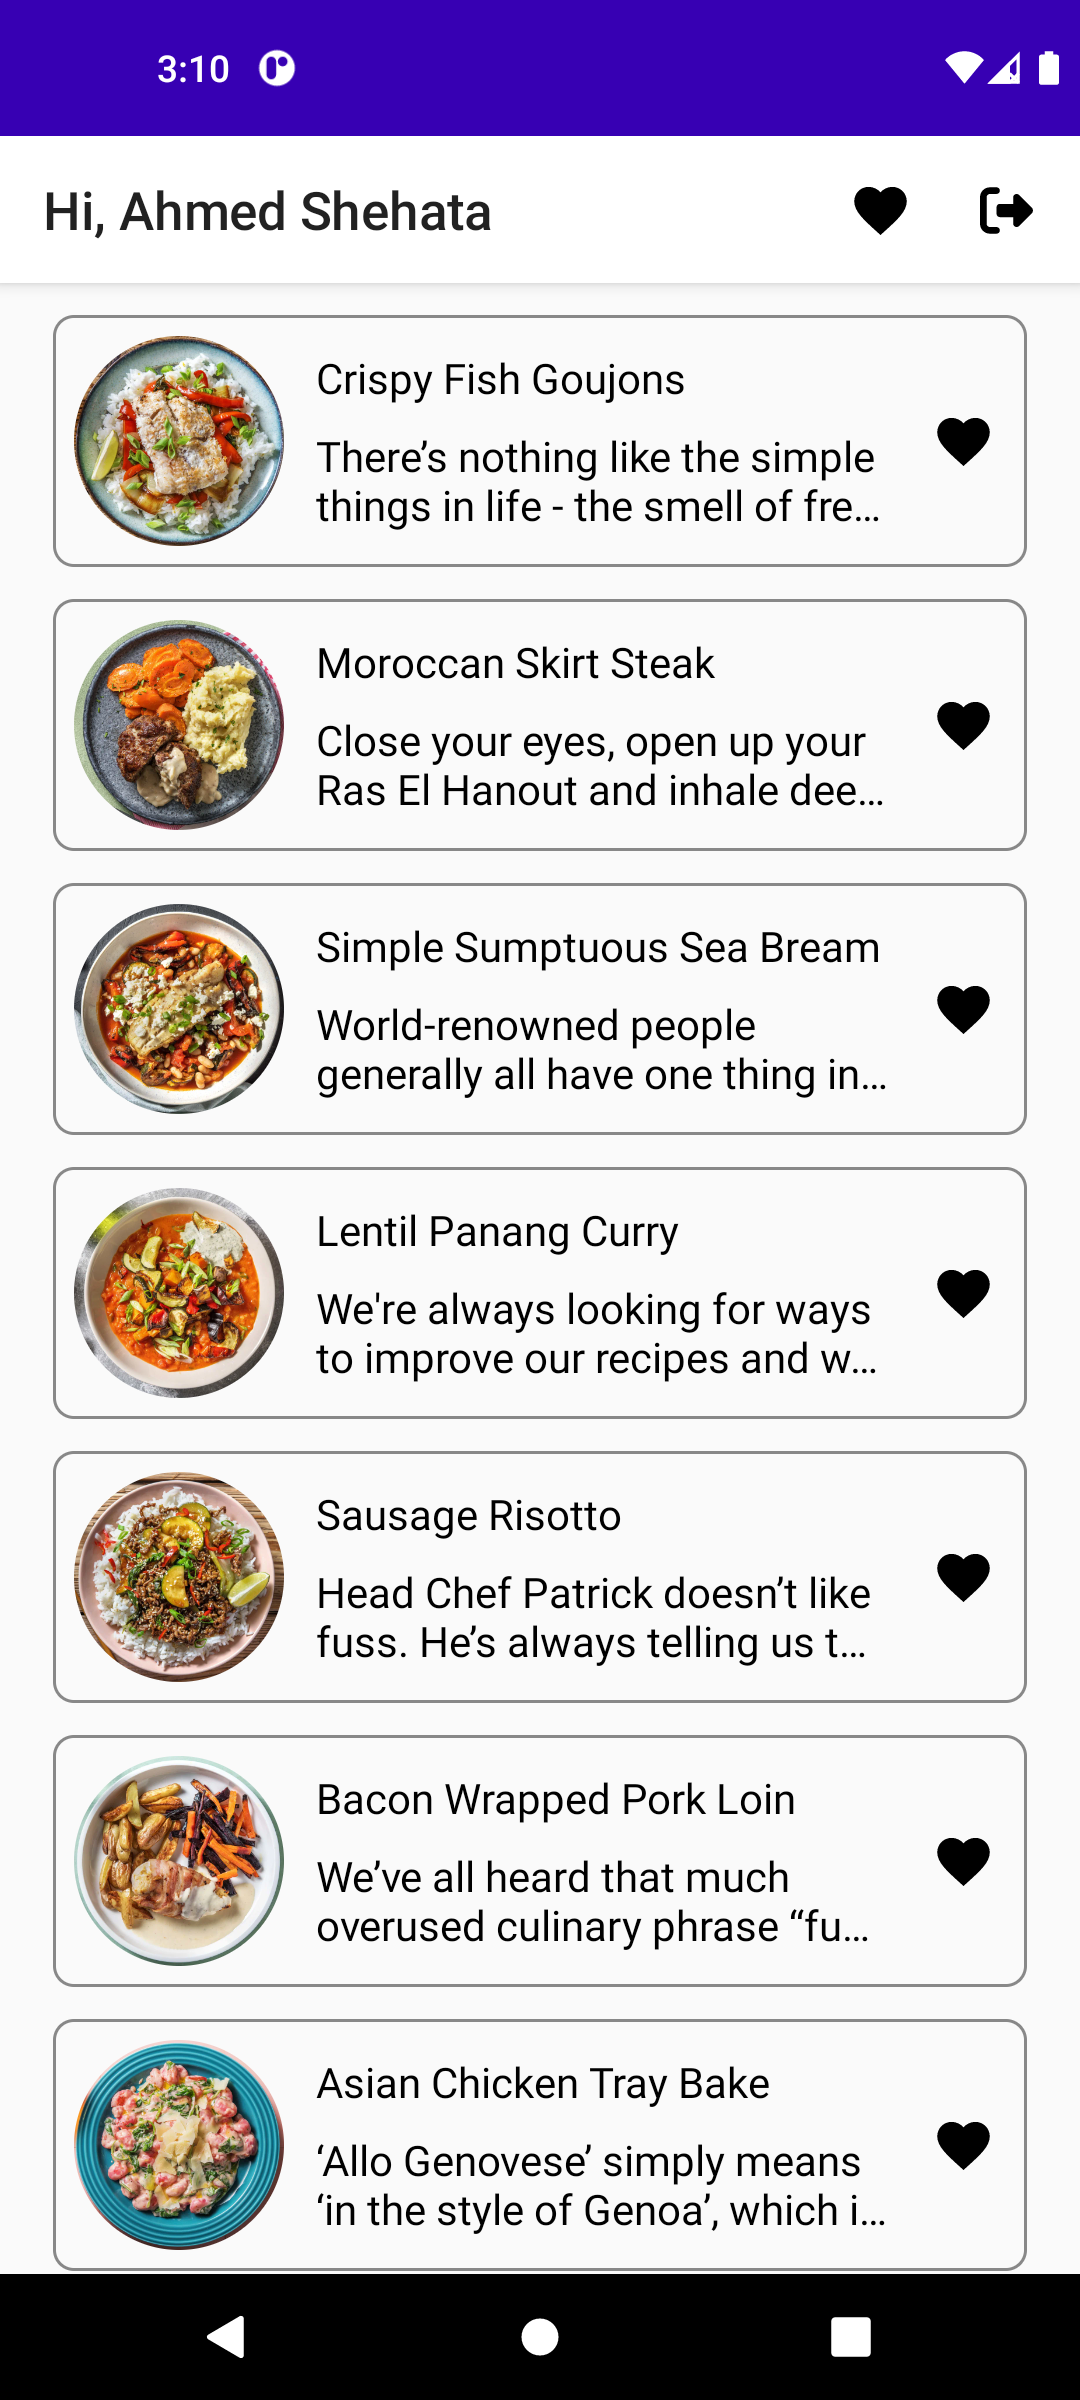 3:10
Hi, Ahmed Shehata
Crispy Fish Goujons
There’s nothing like the simple
things in life - the smell of fre…
Moroccan Skirt Steak
Close your eyes, open up your
Ras El Hanout and inhale dee…
Simple Sumptuous Sea Bream
World-renowned people
generally all have one thing in…
Lentil Panang Curry
We're always looking for ways
to improve our recipes and w…
Sausage Risotto
Head Chef Patrick doesn’t like
fuss. He’s always telling us t…
Bacon Wrapped Pork Loin
We’ve all heard that much
overused culinary phrase “fu…
Asian Chicken Tray Bake
‘Allo Genovese’ simply means
‘in the style of Genoa’, which i…